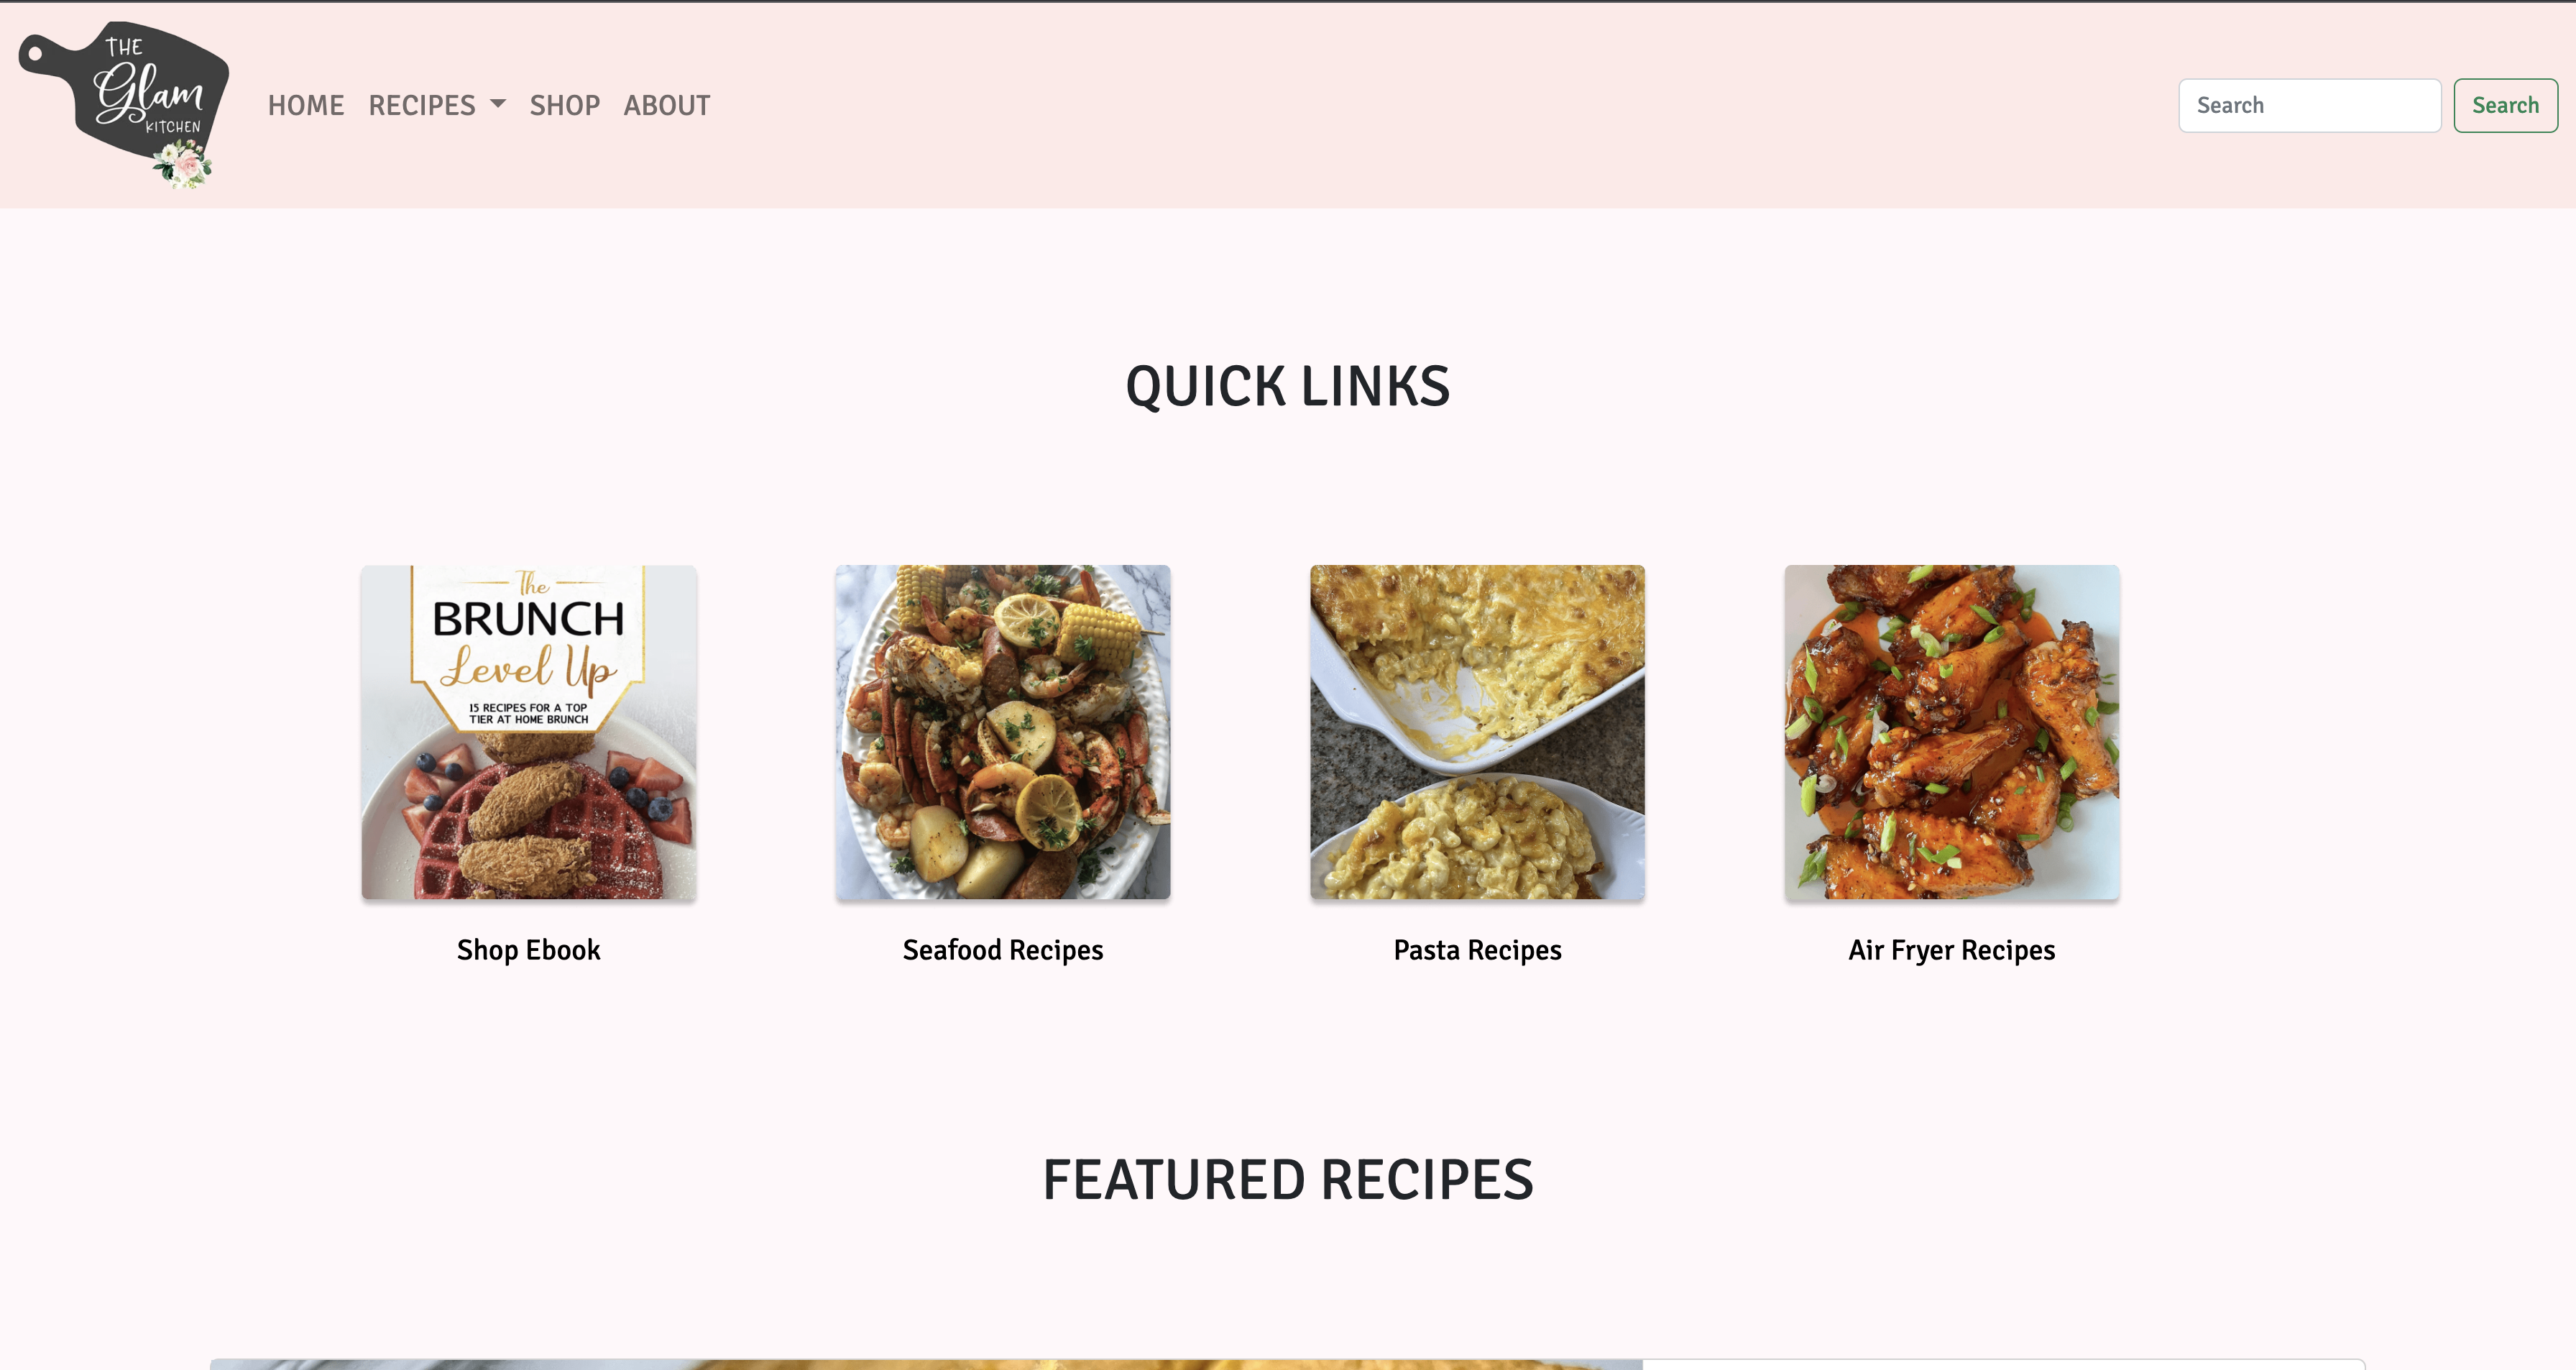 THE
Glam
KITCHEN
HOME RECIPES SHOP ABOUT
Search Search
QUICK LINKS
The
BRUNCH
Level Up
15 RECIPES FOR A TOP
TIER AT HOME BRUNCH
Shop Ebook Seafood Recipes Pasta Recipes Air Fryer Recipes
FEATURED RECIPES